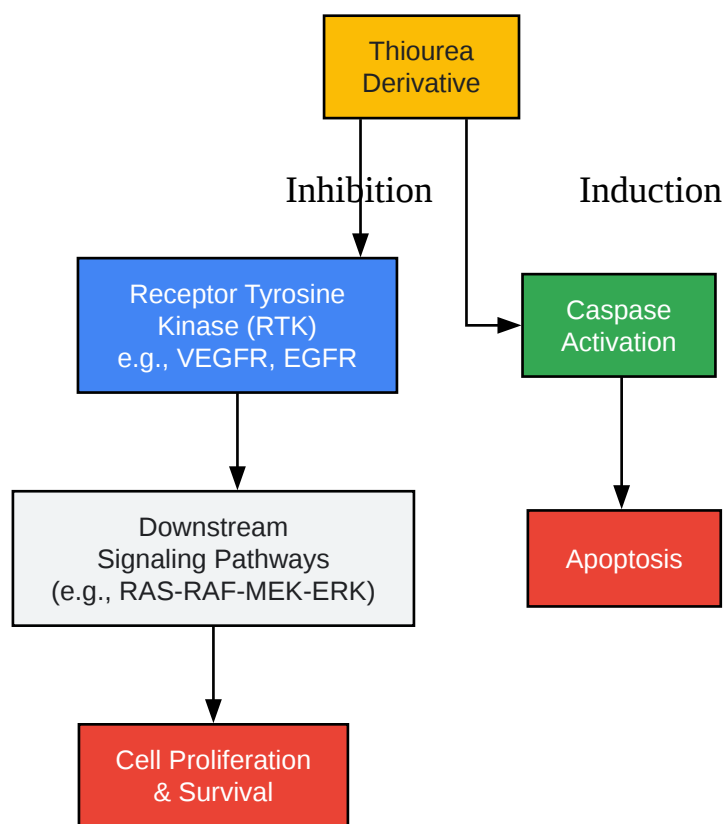 Thiourea
Derivative
Inhibition
Induction
Receptor Tyrosine
Kinase (RTK)
e.g., VEGFR, EGFR
Caspase
Activation
Downstream
Signaling Pathways
(e.g., RAS-RAF-MEK-ERK)
Apoptosis
Cell Proliferation
& Survival